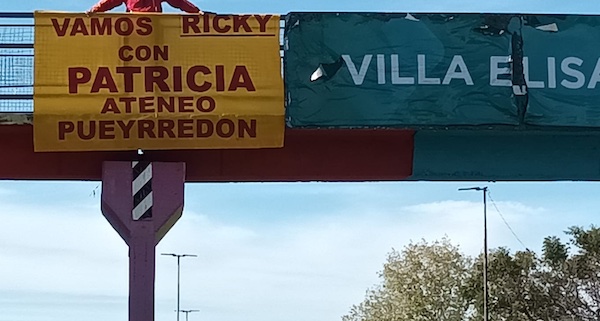 VAMOS RICKY
CON
PATRICIA
ATENEO
PUEYRREDON
VILLA ELISA